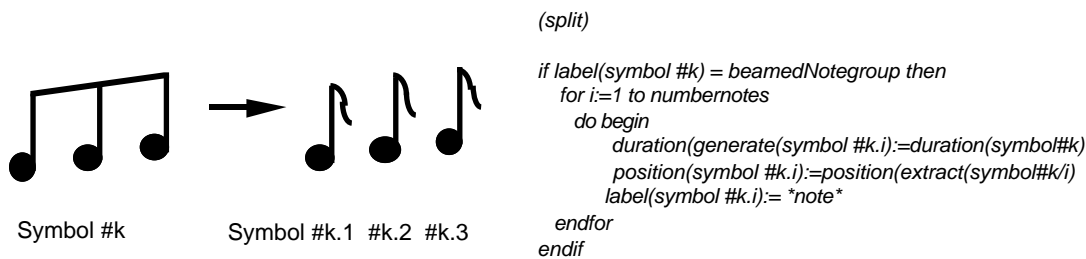 Symbol #k
Symbol #k.1 #k.2 #k.3
(split)
if label(symbol #k) = beamedNotegroup then
for i:=1 to numbernotes
do begin
duration(generate(symbol #k.i):=duration(symbol#k)
position(symbol #k.i):=position(extract(symbol#k/i)
label(symbol #k.i):= *note*
endfor
endif